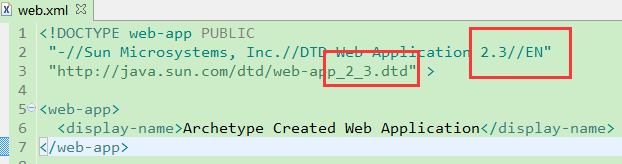 web.xml
1 <!DOCTYPE web-app PUBLIC
2 "-//Sun Microsystems, Inc.//DTD Web Application 2.3//EN"
3 "http://java.sun.com/dtd/web-app_2_3.dtd" >
4
5 <web-app>
6 <display-name>Archetype Created Web Application</display-name>
7 </web-app>